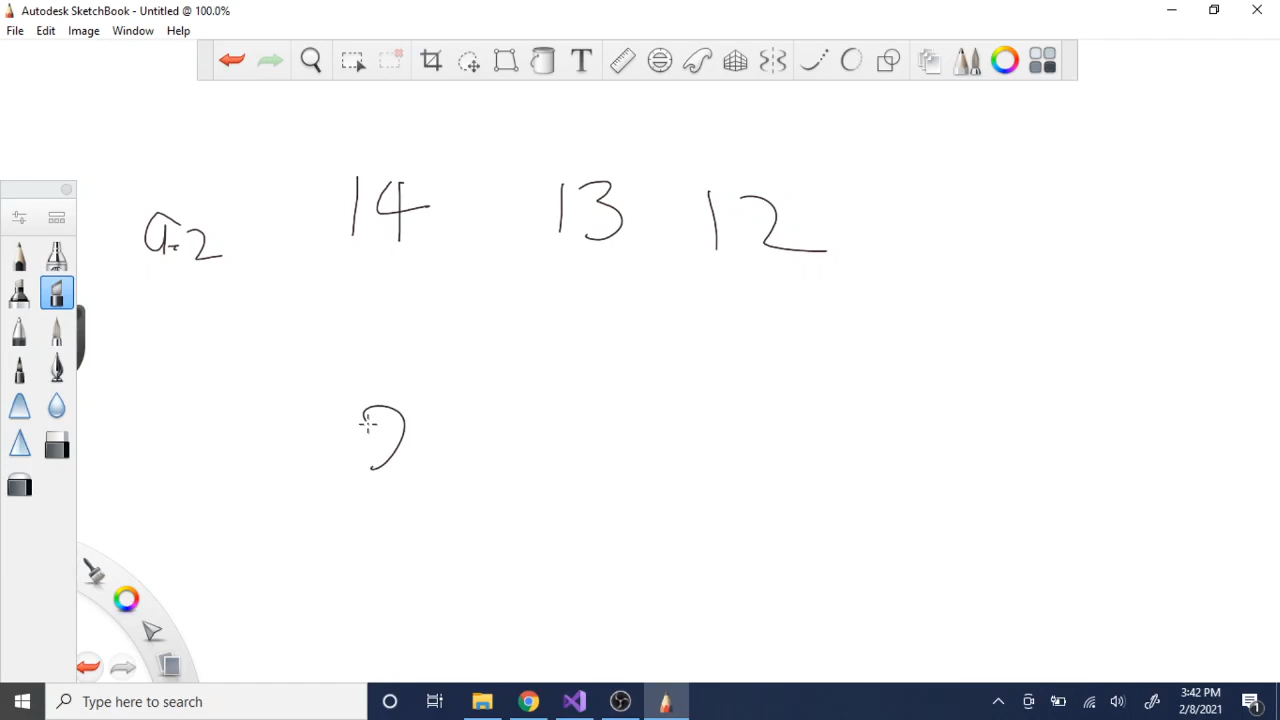 Autodesk SketchBook - Untitled @ 100.0%
File Edit Image Window Help
T
14 13 12
Type here to search
3:42 PM
2/8/2021
1